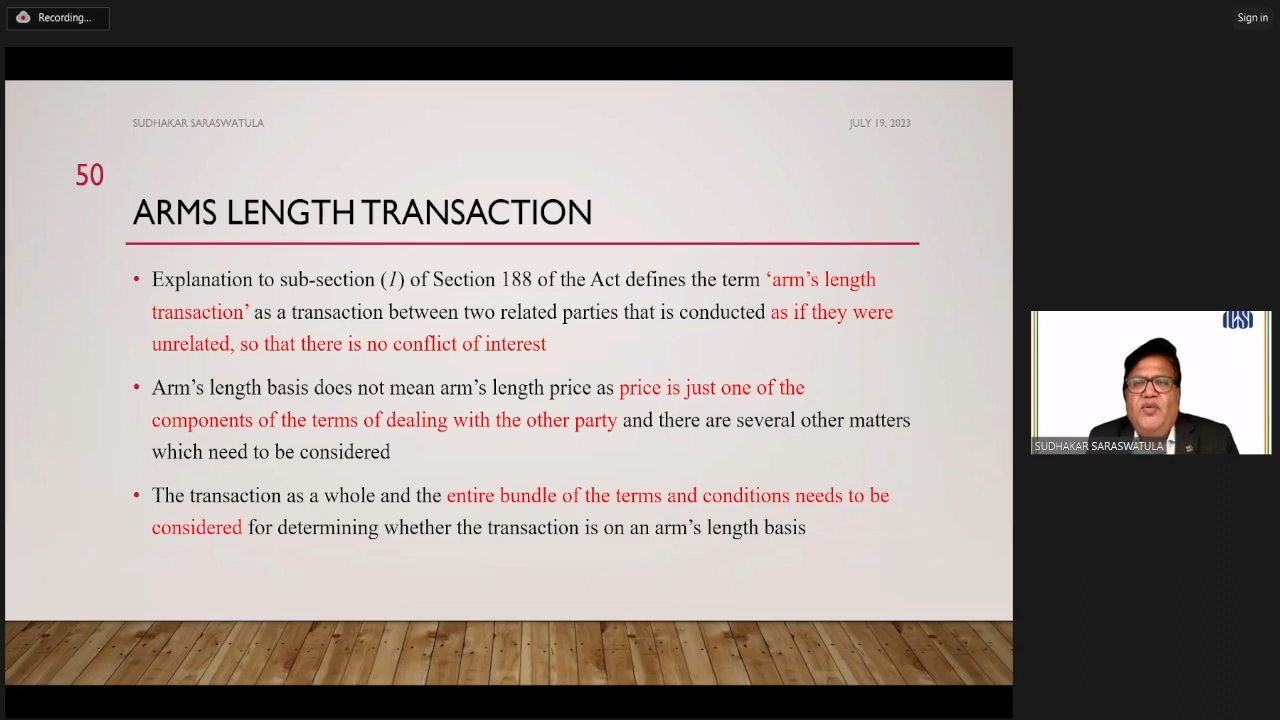 Recording...
Sign in
SUDHAKAR SARASWATULA
JULY 19, 2023
50
ARMS LENGTH TRANSACTION
• Explanation to sub-section (1) of Section 188 of the Act defines the term ‘arm’s length
transaction’ as a transaction between two related parties that is conducted as if they were
unrelated, so that there is no conflict of interest
• Arm’s length basis does not mean arm’s length price as price is just one of the
components of the terms of dealing with the other party and there are several other matters
which need to be considered
• The transaction as a whole and the entire bundle of the terms and conditions needs to be
considered for determining whether the transaction is on an arm’s length basis
SUDHAKAR SARASWATULA